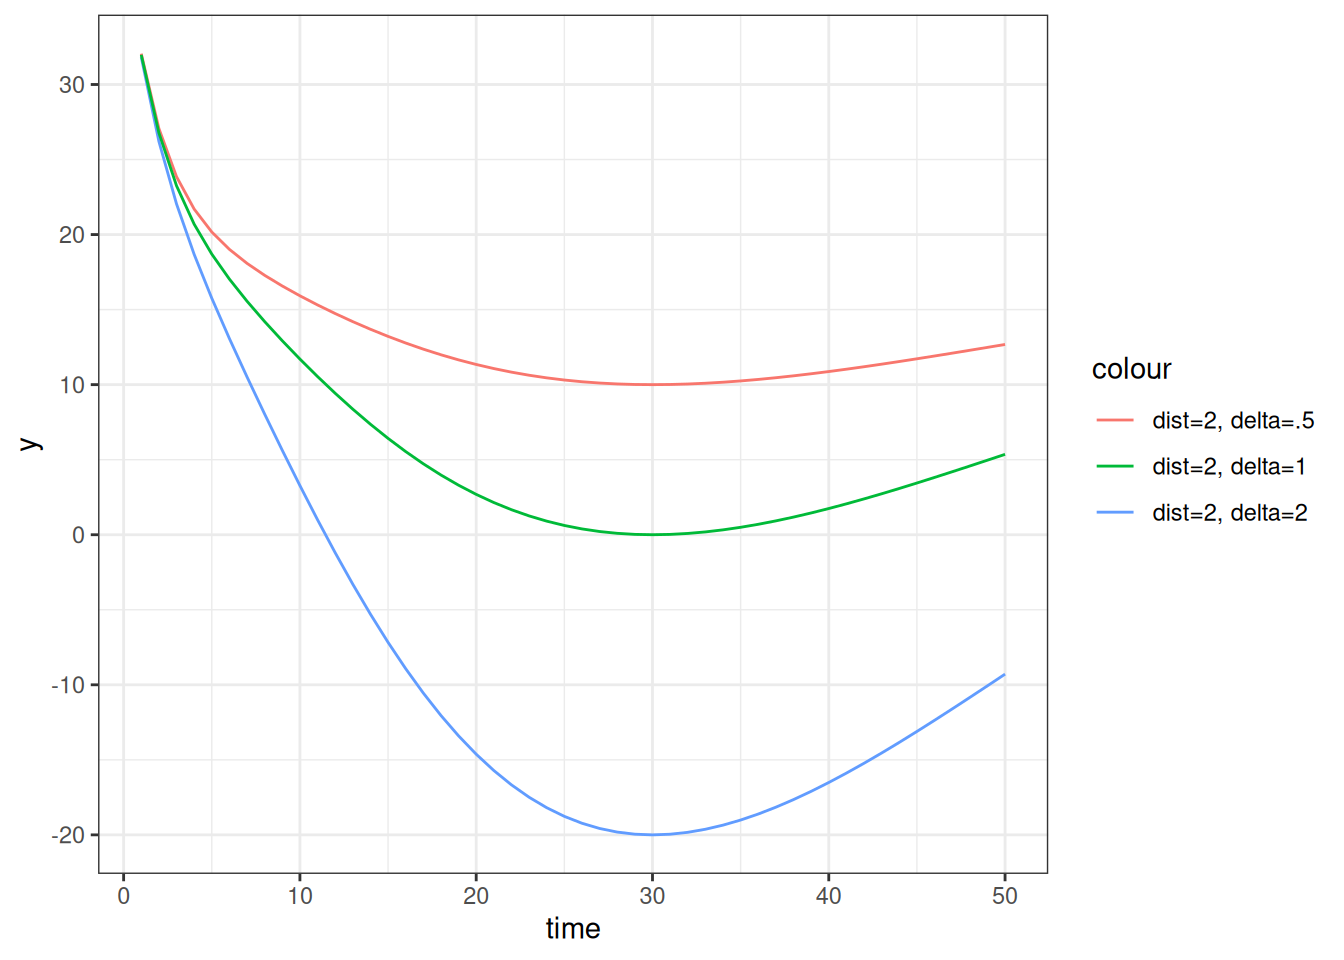 30
20
10
0
-10
-20
y
0 10 20 30 40 50
time
colour
dist=2, delta=.5
dist=2, delta=1
dist=2, delta=2